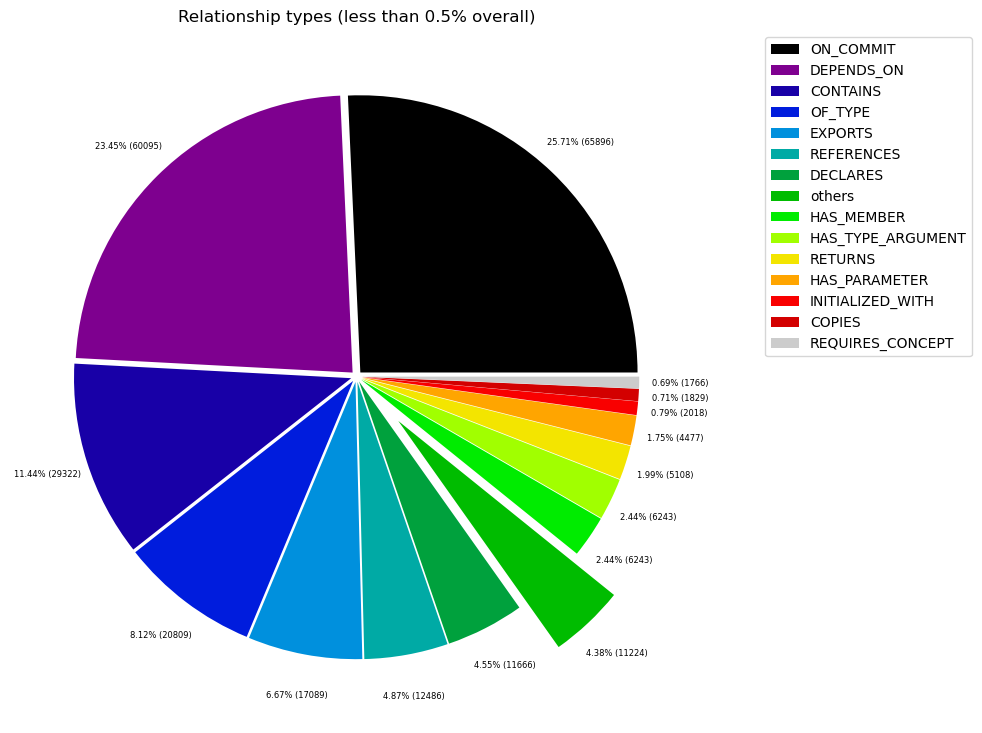 Relationship types (less than 0.5% overall)
ON_COMMIT
DEPENDS_ON
CONTAINS
OF_TYPE
EXPORTS
REFERENCES
DECLARES
others
HAS_MEMBER
HAS_TYPE_ARGUMENT
RETURNS
HAS_PARAMETER
INITIALIZED_WITH
COPIES
REQUIRES_CONCEPT
25.71% (65896)
23.45% (60095)
11.44% (29322)
8.12% (20809)
6.67% (17089)
4.87% (12486)
4.55% (11666)
4.38% (11224)
2.44% (6243)
2.44% (6243)
1.99% (5108)
1.75% (4477)
0.79% (2018)
0.71% (1829)
0.69% (1766)